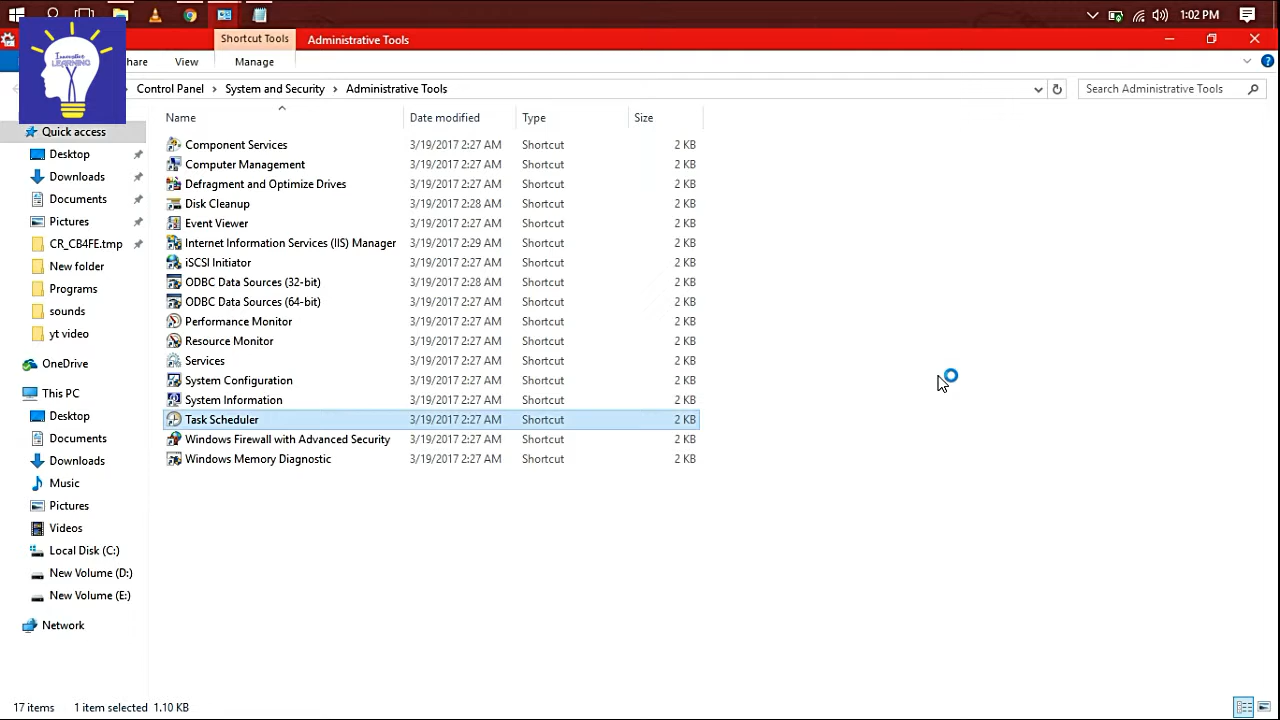 1:02 PM
Shortcut Tools
Administrative Tools
Innovative
LEARNING
hare
View
Manage
Control Panel
System and Security
Administrative Tools
Search Administrative Tools
Name
Date modified
Type
Size
Quick access
Desktop
Downloads
Documents
Pictures
CR_CB4FE.tmp
New folder
Programs
sounds
yt video
OneDrive
This PC
Desktop
Documents
Downloads
Music
Pictures
Videos
Local Disk (C:)
New Volume (D:)
New Volume (E:)
Network
Component Services 3/19/2017 2:27 AM Shortcut 2 KB
Computer Management 3/19/2017 2:27 AM Shortcut 2 KB
Defragment and Optimize Drives 3/19/2017 2:27 AM Shortcut 2 KB
Disk Cleanup 3/19/2017 2:28 AM Shortcut 2 KB
Event Viewer 3/19/2017 2:27 AM Shortcut 2 KB
Internet Information Services (IIS) Manager 3/19/2017 2:29 AM Shortcut 2 KB
iSCSI Initiator 3/19/2017 2:27 AM Shortcut 2 KB
ODBC Data Sources (32-bit) 3/19/2017 2:28 AM Shortcut 2 KB
ODBC Data Sources (64-bit) 3/19/2017 2:27 AM Shortcut 2 KB
Performance Monitor 3/19/2017 2:27 AM Shortcut 2 KB
Resource Monitor 3/19/2017 2:27 AM Shortcut 2 KB
Services 3/19/2017 2:27 AM Shortcut 2 KB
System Configuration 3/19/2017 2:27 AM Shortcut 2 KB
System Information 3/19/2017 2:27 AM Shortcut 2 KB
Task Scheduler 3/19/2017 2:27 AM Shortcut 2 KB
Windows Firewall with Advanced Security 3/19/2017 2:27 AM Shortcut 2 KB
Windows Memory Diagnostic 3/19/2017 2:27 AM Shortcut 2 KB
17 items 1 item selected 1.10 KB